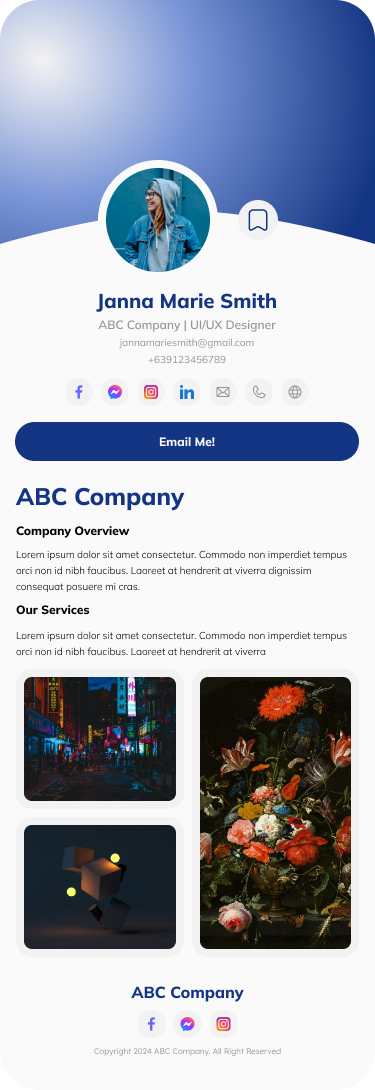 Janna Marie Smith
ABC Company | UI/UX Designer
jannamariesmith@gmail.com
+639123456789
Email Me!
ABC Company
Company Overview
Lorem ipsum dolor sit amet consectetur. Commodo non imperdiet tempus
orci non id nibh faucibus. Laoreet at hendrerit at viverra dignissim
consequat posuere mi cras.
Our Services
Lorem ipsum dolor sit amet consectetur. Commodo non imperdiet tempus
orci non id nibh faucibus. Laoreet at hendrerit at viverra
ABC Company
Copyright 2024 ABC Company. All Right Reserved